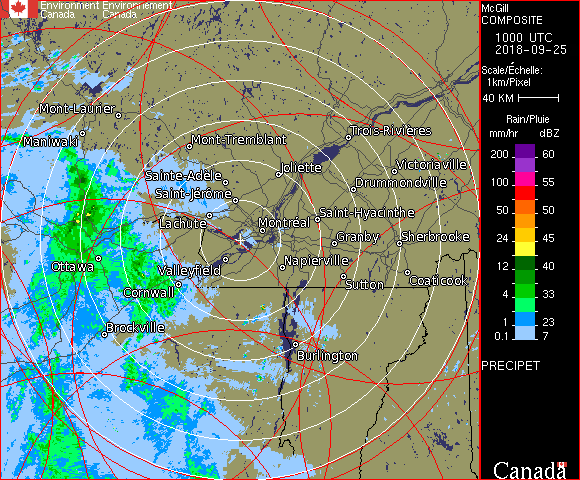 Environment Environnement
Canada Canada
McGill
COMPOSITE
1000 UTC
2018-09-25
Scale/Échelle:
1km/Pixel
40 KM
Rain/Pluie
mm/hr dBZ
200 60
100 55
50 50
24 45
12 40
4 33
1 23
0.1 7
PRECIPET
Mont-Laurier
Maniwaki
Mont-Tremblant
Trois-Rivières
Joliette
Victoriaville
Sainte-Adèle
Drummondville
Saint-Jérôme
Saint-Hyacinthe
Lachute
Montréal
Granby
Sherbrooke
Ottawa
Valleyfield
Napierville
Coaticook
Sutton
Cornwall
Brockville
Burlington
Canada